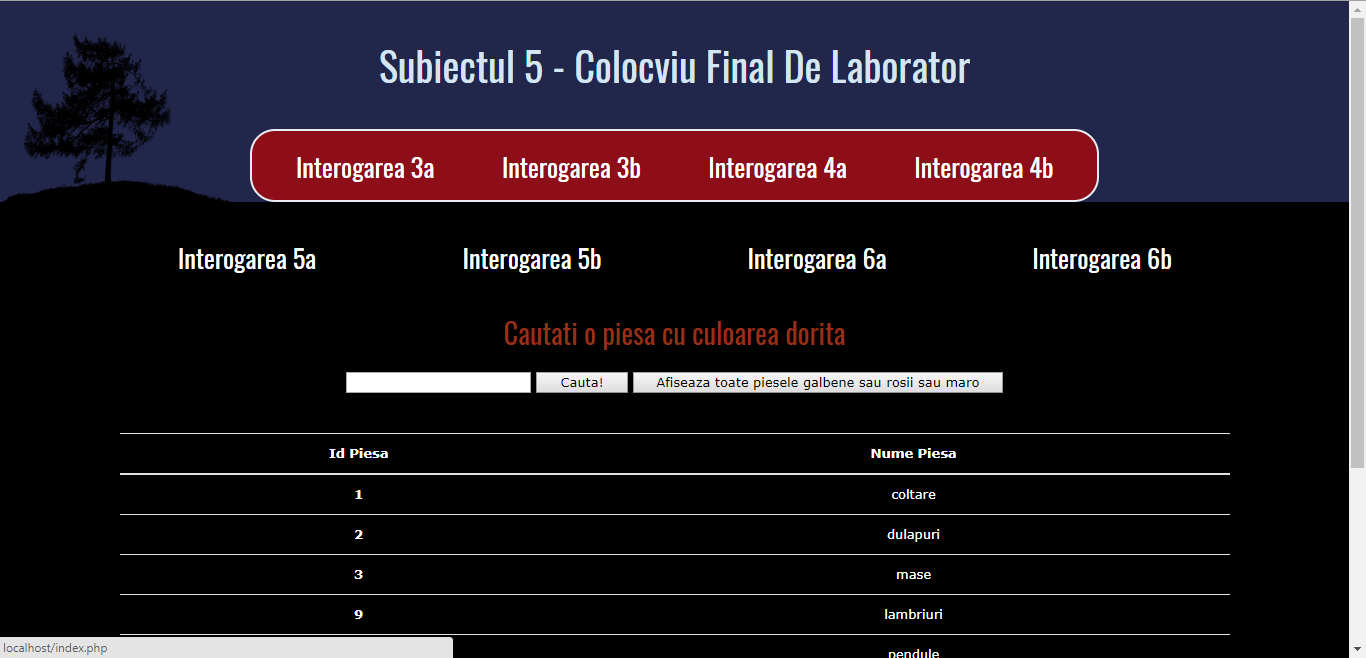 Subiectul 5 - Colocviu Final De Laborator
Interogarea 3a Interogarea 3b Interogarea 4a Interogarea 4b
Interogarea 5a Interogarea 5b Interogarea 6a Interogarea 6b
Cautati o piesa cu culoarea dorita
Cauta! Afiseaza toate piesele galbene sau rosii sau maro
Id Piesa Nume Piesa
1 coltare
2 dulapuri
3 mase
9 lambriuri
pendule
localhost/index.php